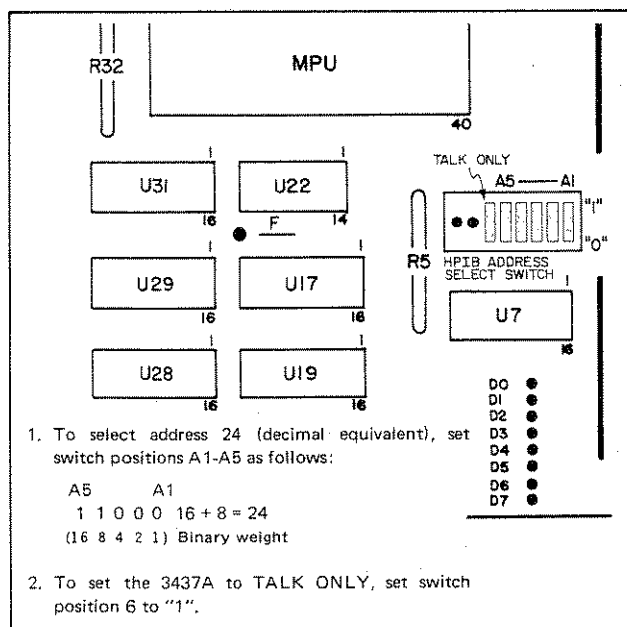 R32
MPU
40
TALK ONLY
1
1
A5 A1
U31
U22
"1"
16
14
F
"0"
R5
HPIB ADDRESS
SELECT SWITCH
1
1
1
U29
U17
U7
16
16
16
1
1
U28
U19
16
16
D0
D1
D2
D3
D4
D5
D6
D7
1. To select address 24 (decimal equivalent), set
switch positions A1-A5 as follows:
A5 A1
1 1 0 0 0 16 + 8 = 24
(16 8 4 2 1) Binary weight
2. To set the 3437A to TALK ONLY, set switch
position 6 to "1".